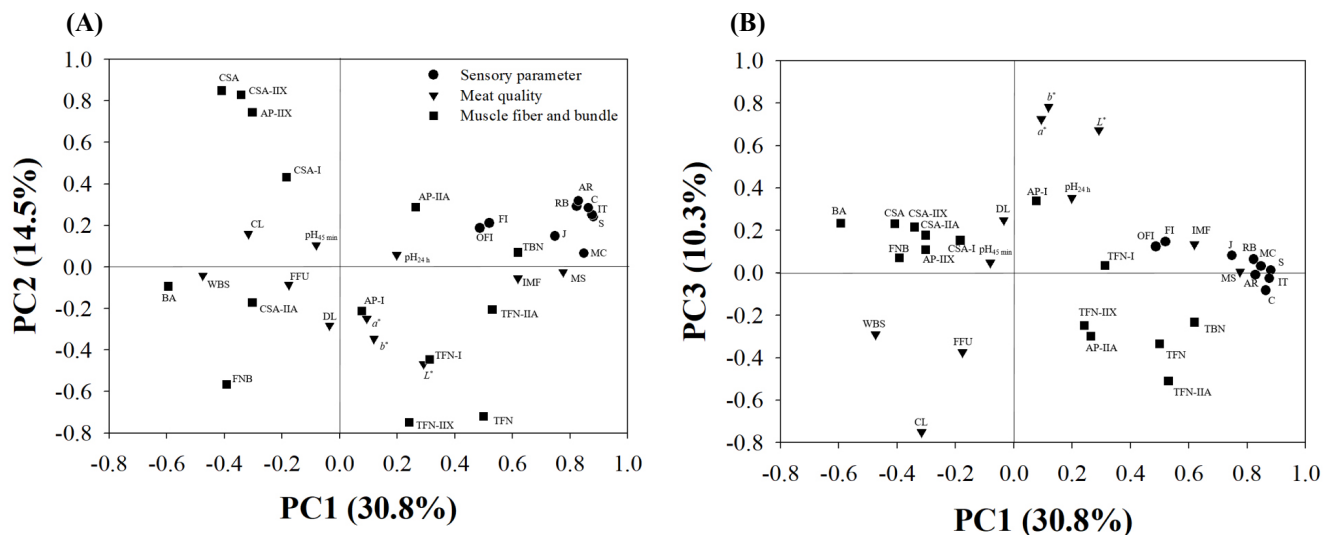 (A)
(B)
1.0
0.8
0.6
0.4
0.2
0.0
-0.2
-0.4
-0.6
-0.8
PC2 (14.5%)
-0.8 -0.6 -0.4 -0.2 0.0 0.2 0.4 0.6 0.8 1.0
PC1 (30.8%)
Sensory parameter
Meat quality
Muscle fiber and bundle
CSA
CSA-IIX
AP-IIX
CSA-I
CL
pH45 min
AP-IIA
AR
RB
C
IT
S
FI
OFI
J
TBN
MC
pH24 h
WBS
BA
FFU
CSA-IIA
DL
IMF
MS
AP-I
a*
b*
TFN-IIA
TFN-I
L*
FNB
TFN-IIX
TFN
1.0
0.8
0.6
0.4
0.2
0.0
-0.2
-0.4
-0.6
-0.8
PC3 (10.3%)
-0.8 -0.6 -0.4 -0.2 0.0 0.2 0.4 0.6 0.8 1.0
PC1 (30.8%)
b*
a*
L*
AP-I
pH24 h
BA
CSA
CSA-IIX
CSA-IIA
DL
FNB
AP-IIX
CSA-I
pH45 min
OFI
FI
IMF
TFN-I
J
RB
MC
S
MS
AR
IT
C
WBS
FFU
TFN-IIX
AP-IIA
TBN
TFN
TFN-IIA
CL